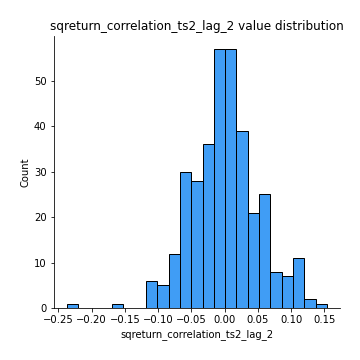 sqreturn_correlation_ts2_lag_2 value distribution
50
40
30
20
10
0
Count
−0.25 −0.20 −0.15 −0.10 −0.05 0.00 0.05 0.10 0.15
sqreturn_correlation_ts2_lag_2